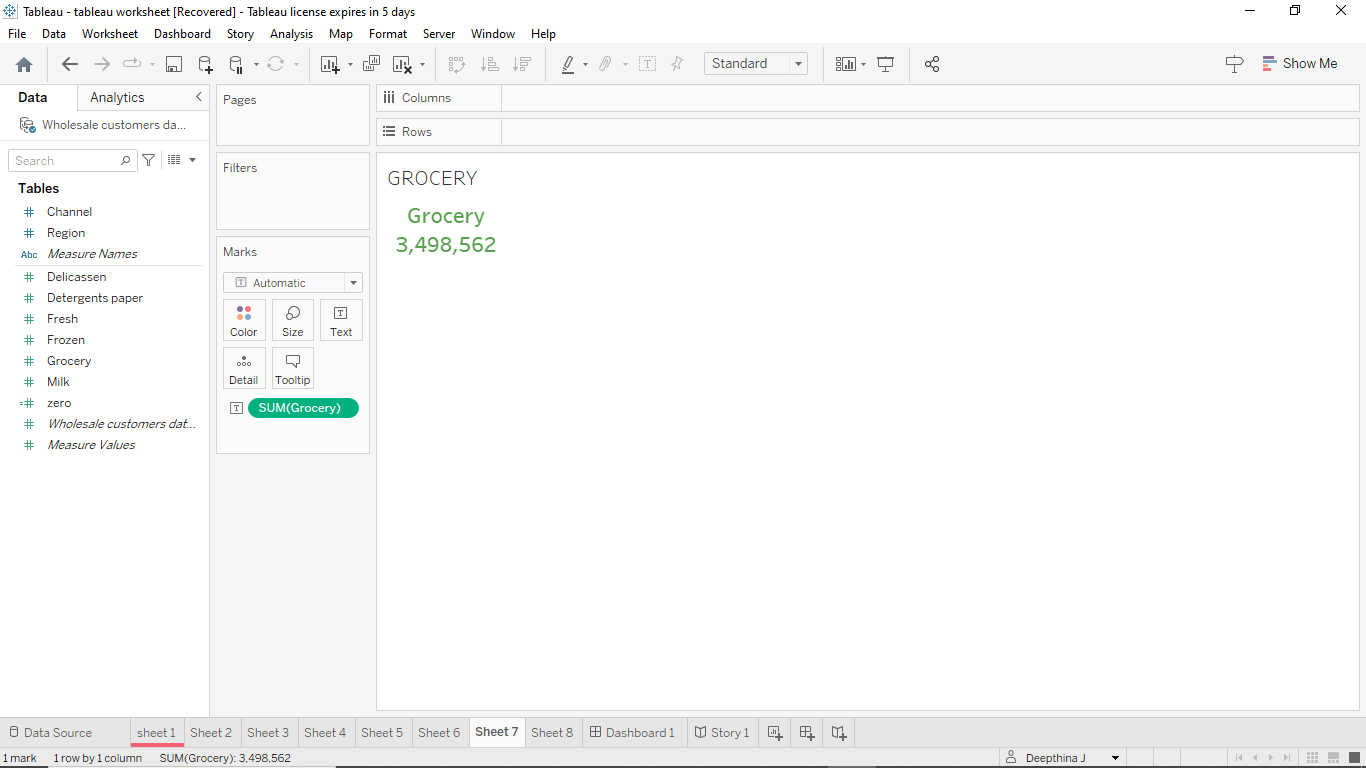 Tableau - tableau worksheet [Recovered] - Tableau license expires in 5 days
File Data Worksheet Dashboard Story Analysis Map Format Server Window Help
Standard
Show Me
Data Analytics
Wholesale customers da...
Search
Tables
Channel
Region
Abc Measure Names
Delicassen
Detergents paper
Fresh
Frozen
Grocery
Milk
zero
Wholesale customers dat...
Measure Values
Pages
Filters
Marks
Automatic
Color Size Text
Detail Tooltip
SUM(Grocery)
Columns
Rows
GROCERY
Grocery
3,498,562
Data Source sheet 1 Sheet 2 Sheet 3 Sheet 4 Sheet 5 Sheet 6 Sheet 7 Sheet 8 Dashboard 1 Story 1
1 mark 1 row by 1 column SUM(Grocery): 3,498,562 Deepthina J